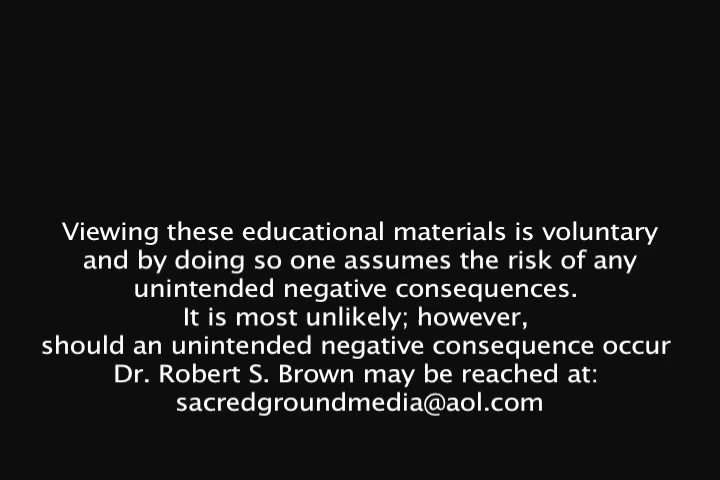 Viewing these educational materials is voluntary
and by doing so one assumes the risk of any
unintended negative consequences.
It is most unlikely; however,
should an unintended negative consequence occur
Dr. Robert S. Brown may be reached at:
sacredgroundmedia@aol.com